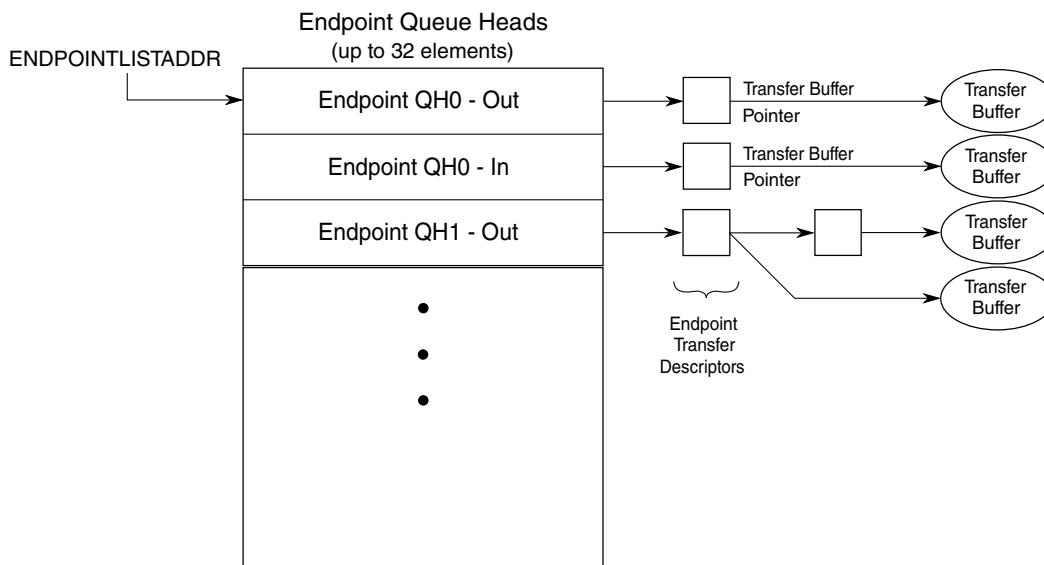 Endpoint Queue Heads
(up to 32 elements)
ENDPOINTLISTADDR
Endpoint QH0 - Out
Transfer Buffer
Pointer
Transfer
Buffer
Endpoint QH0 - In
Transfer Buffer
Pointer
Transfer
Buffer
Endpoint QH1 - Out
Transfer
Buffer
Transfer
Buffer
Endpoint
Transfer
Descriptors